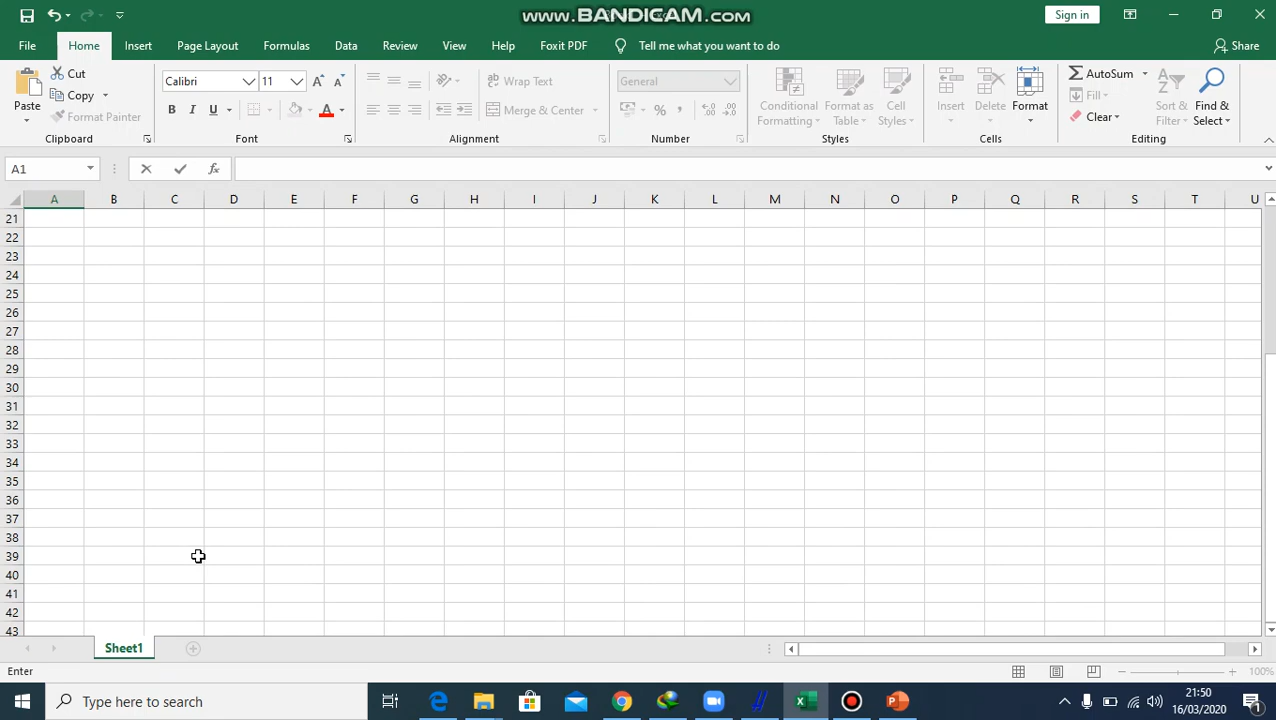 www.BANDICAM.com
Sign in
File Home Insert Page Layout Formulas Data Review View Help Foxit PDF Tell me what you want to do Share
Paste
Cut
Copy
Format Painter
Clipboard
Calibri 11
B I U A
Font
ab Wrap Text
Merge & Center
Alignment
General
% , .00
Number
Conditional Formatting
Format as Table
Cell Styles
Styles
Insert Delete Format
Cells
AutoSum
Fill
Clear
Sort & Filter
Find & Select
Editing
A1 fx
A B C D E F G H I J K L M N O P Q R S T U
21
22
23
24
25
26
27
28
29
30
31
32
33
34
35
36
37
38
39
40
41
42
43
Sheet1
Enter 100%
Type here to search
21:50
16/03/2020
1